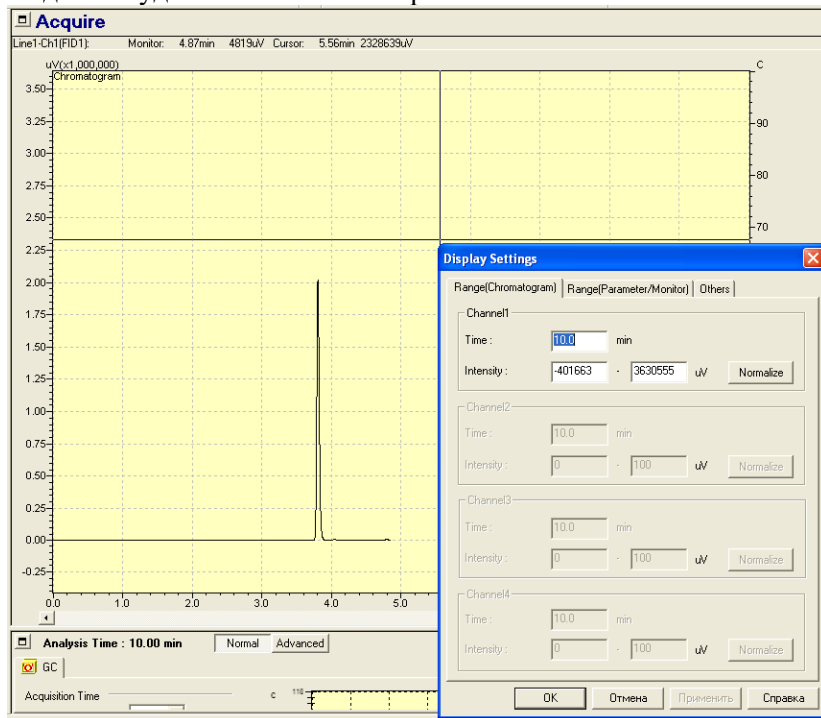 Acquire
Line1-Ch1(FID1): Monitor: 4.87min 4819uV Cursor: 5.56min 2328639uV
uV(x1,000,000)
Chromatogram
C
3.50
3.25
90
3.00
80
2.75
2.50
70
2.25
2.00
1.75
1.50
1.25
1.00
0.75
0.50
0.25
0.00
-0.25
0.0 1.0 2.0 3.0 4.0 5.0
Display Settings
Range(Chromatogram) Range(Parameter/Monitor) Others
Channel1
Time : 10.0 min
Intensity : -401663 - 3630555 uV Normalize
Channel2
Time : 10.0 min
Intensity : 0 - 100 uV Normalize
Channel3
Time : 10.0 min
Intensity : 0 - 100 uV Normalize
Channel4
Time : 10.0 min
Intensity : 0 - 100 uV Normalize
OK Отмена Применить Справка
Analysis Time : 10.00 min Normal Advanced
GC
Acquisition Time
C 110